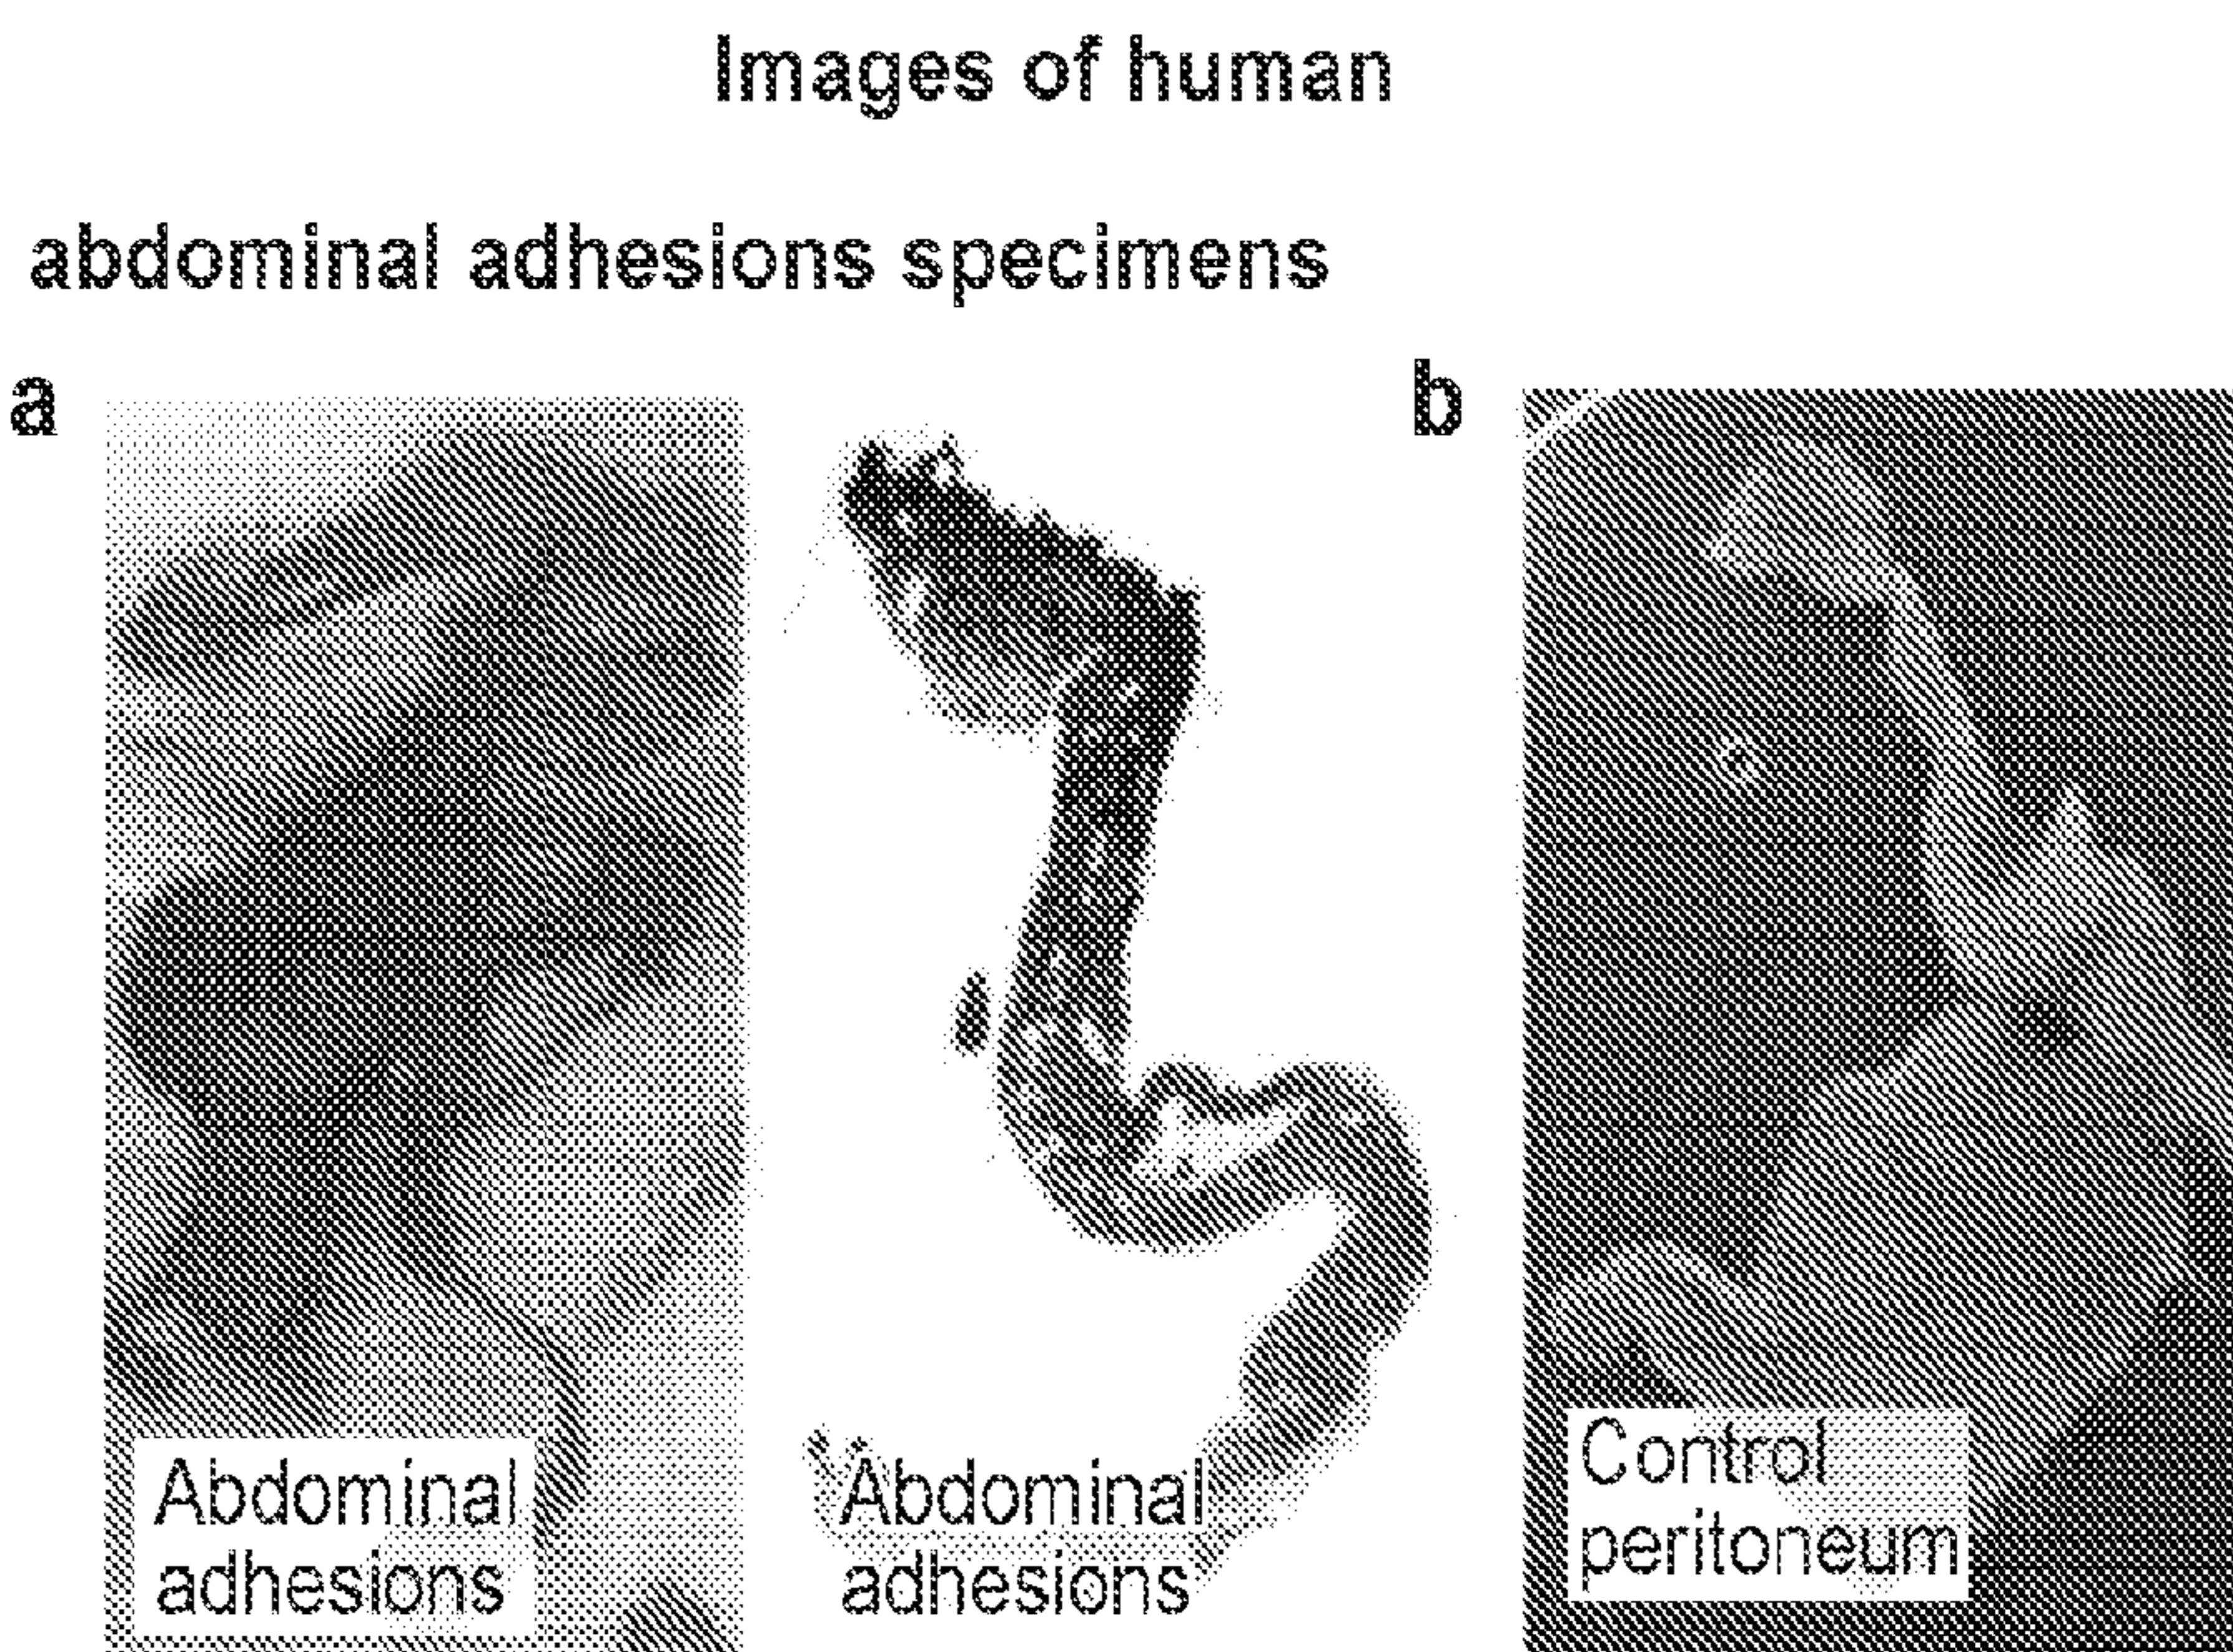 Images of human
abdominal adhesions specimens
a
b
Abdominal
adhesions
Abdominal
adhesions
Control
peritoneum